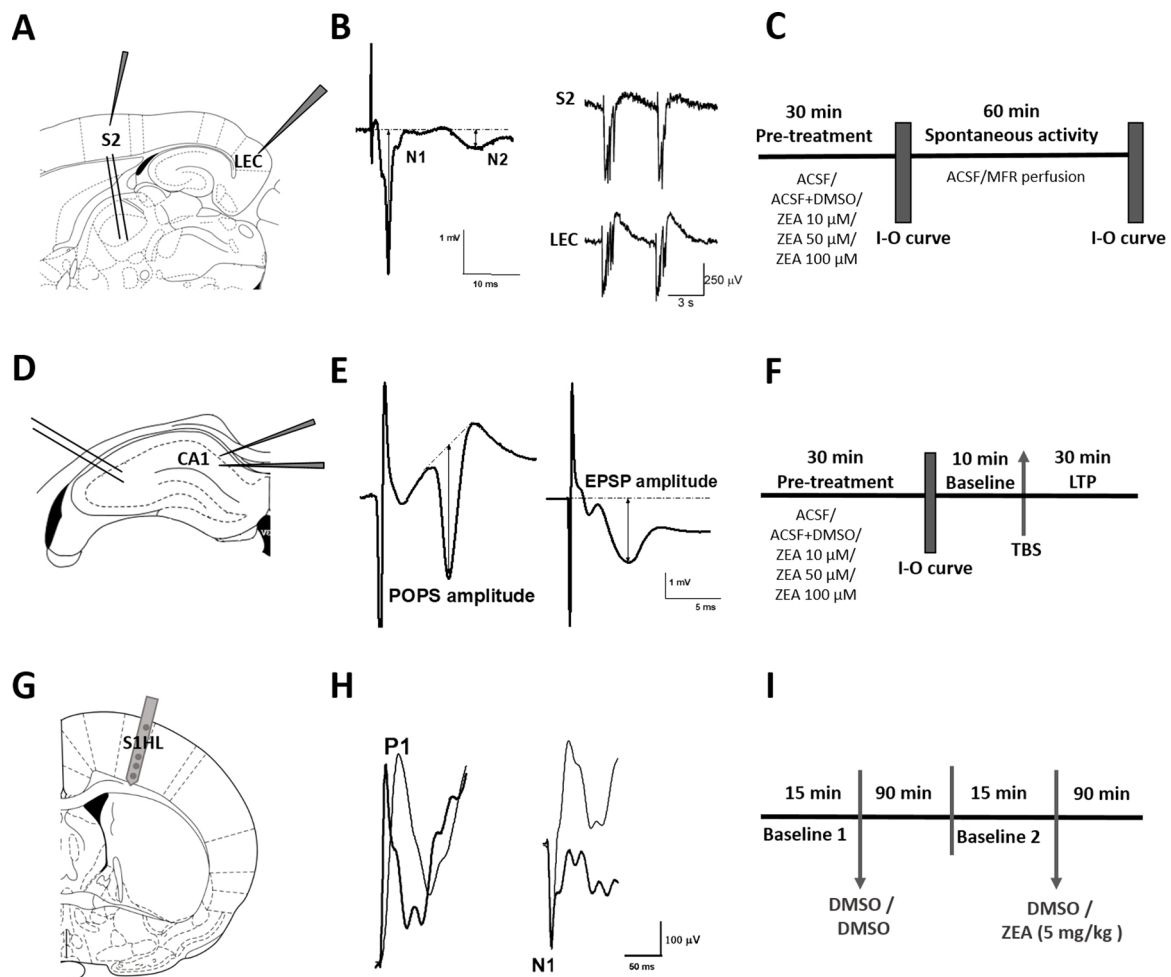 A
S2
LEC
B
N1
N2
1 mV
10 ms
S2
LEC
250 µV
3 s
C
30 min
Pre-treatment
ACSF/
ACSF+DMSO/
ZEA 10 µM/
ZEA 50 µM/
ZEA 100 µM
I-O curve
60 min
Spontaneous activity
ACSF/MFR perfusion
I-O curve
D
CA1
E
POPS amplitude
EPSP amplitude
1 mV
5 ms
F
30 min
Pre-treatment
ACSF/
ACSF+DMSO/
ZEA 10 µM/
ZEA 50 µM/
ZEA 100 µM
I-O curve
10 min
Baseline
TBS
30 min
LTP
G
S1HL
H
P1
N1
100 µV
50 ms
I
15 min
Baseline 1
90 min
15 min
Baseline 2
90 min
DMSO /
DMSO
DMSO /
ZEA (5 mg/kg )